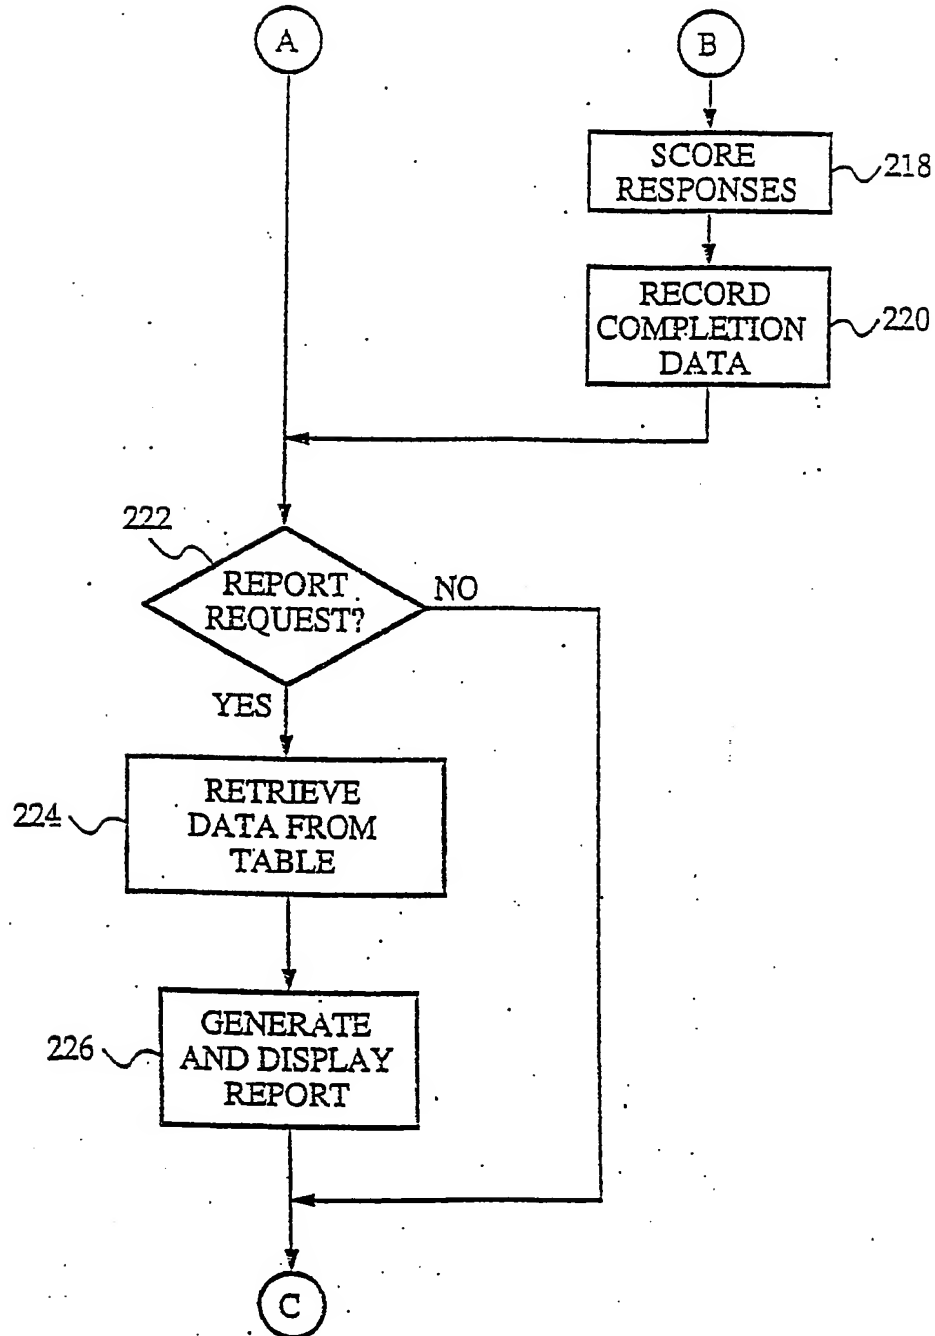 A
B
SCORE
RESPONSES
218
RECORD
COMPLETION
DATA
220
222
REPORT
REQUEST?
NO
YES
224
RETRIEVE
DATA FROM
TABLE
226
GENERATE
AND DISPLAY
REPORT
C